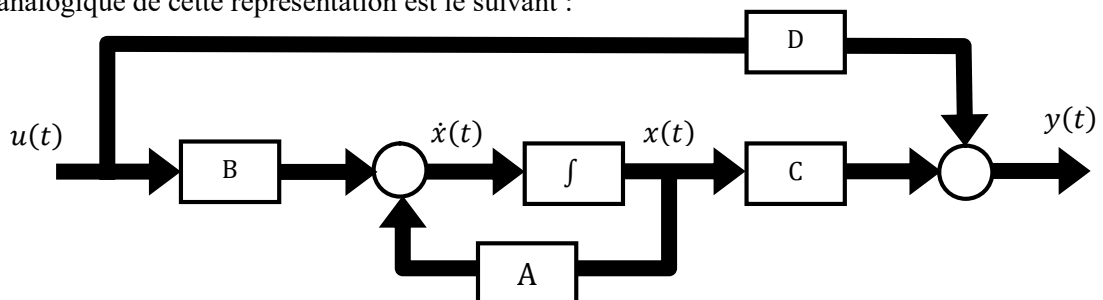 analogique de cette représentation est le suivant :
D
u(t)
B
ẋ(t)
∫
x(t)
C
y(t)
A